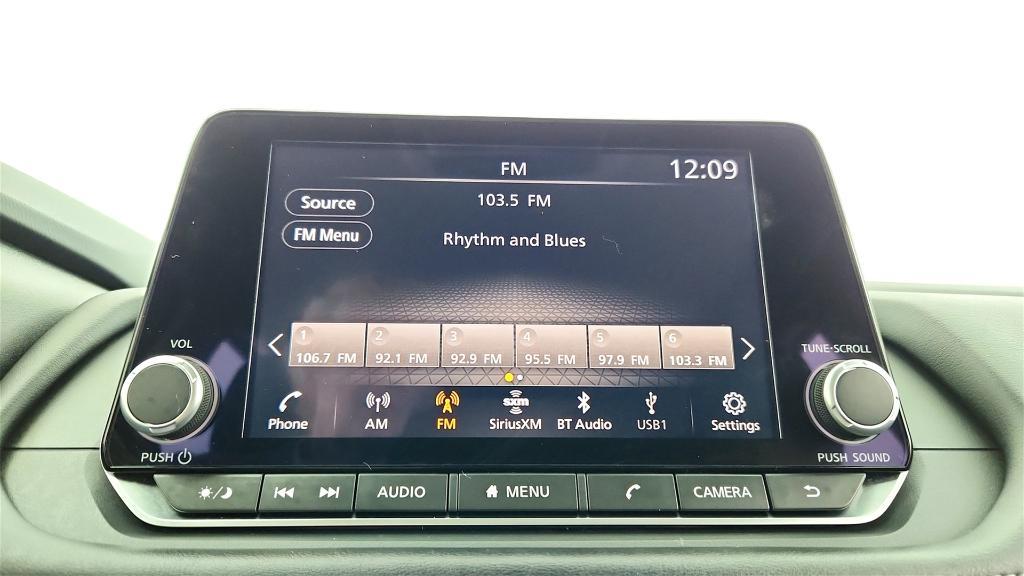 FM
12:09
Source
103.5 FM
FM Menu
Rhythm and Blues
1 2 3 4 5 6
106.7 FM 92.1 FM 92.9 FM 95.5 FM 97.9 FM 103.3 FM
VOL
TUNE·SCROLL
sxm
Phone AM FM SiriusXM BT Audio USB1 Settings
PUSH
PUSH SOUND
AUDIO MENU CAMERA